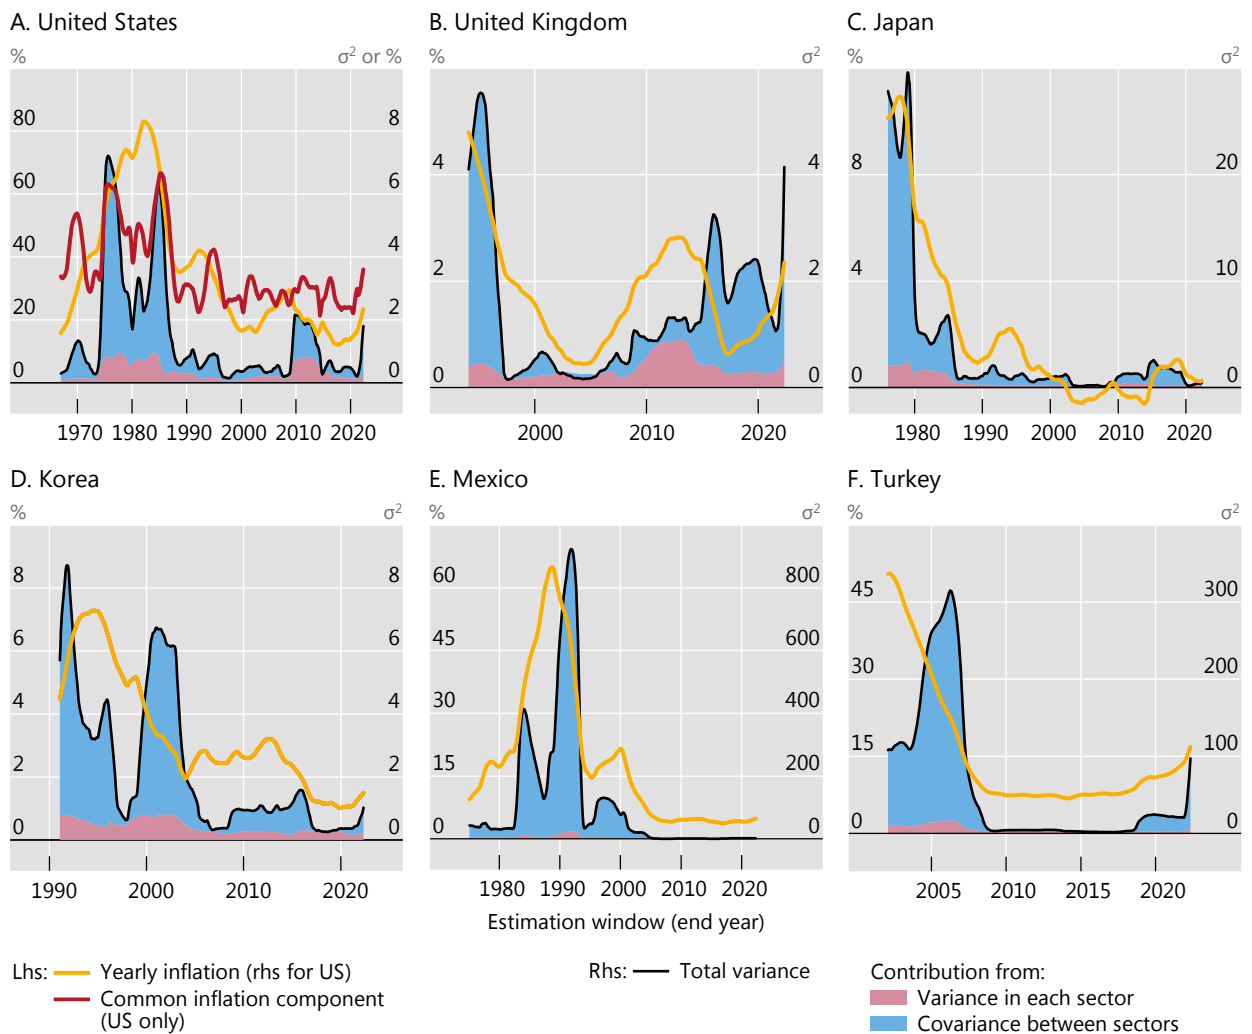 A. United States
B. United Kingdom
C. Japan
% σ² or %
% σ²
% σ²
80 8
60 6
40 4
20 2
0 0
1970 1980 1990 2000 2010 2020
4 4
2 2
0 0
2000 2010 2020
8 20
4 10
0 0
1980 1990 2000 2010 2020
D. Korea
E. Mexico
F. Turkey
% σ²
% σ²
% σ²
8 8
6 6
4 4
2 2
0 0
1990 2000 2010 2020
60 800
45 600
30 400
15 200
0 0
1980 1990 2000 2010 2020
45 300
30 200
15 100
0 0
2005 2010 2015 2020
Estimation window (end year)
Lhs: Yearly inflation (rhs for US)
Common inflation component
(US only)
Rhs: Total variance
Contribution from:
Variance in each sector
Covariance between sectors